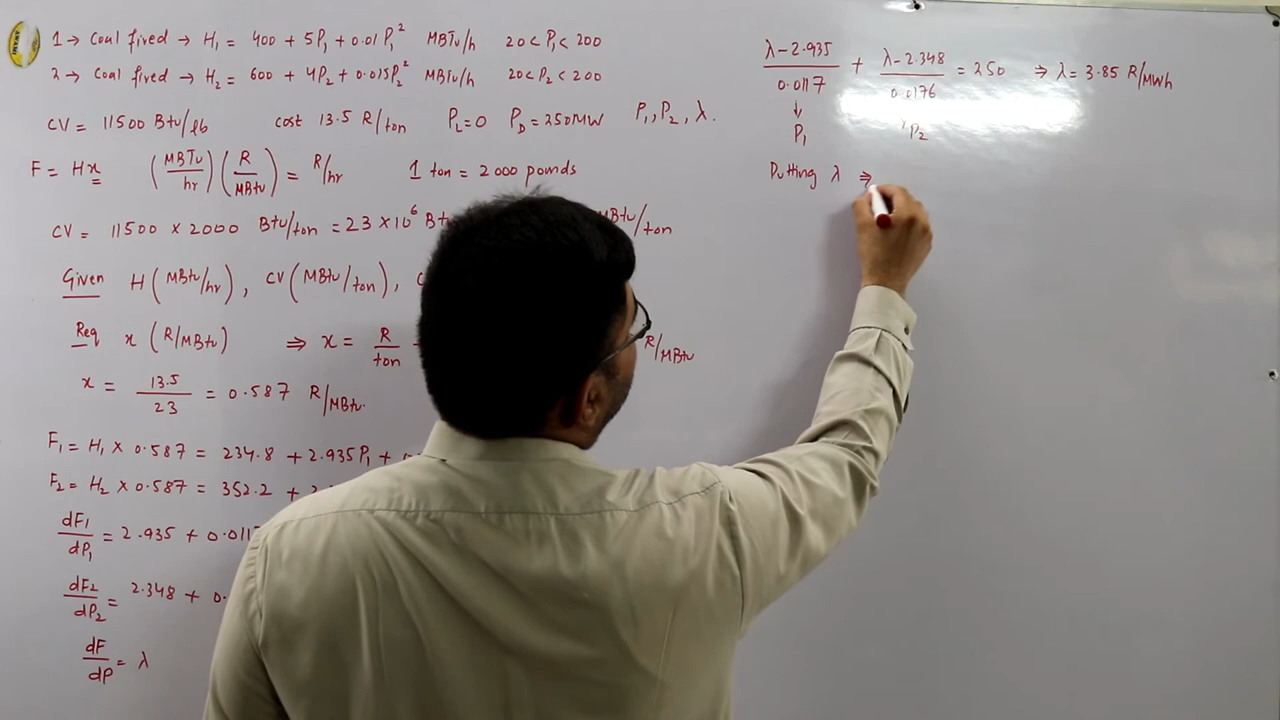 1 → Coal fired → H₁ = 400 + 5P₁ + 0.01 P₁² MBTu/h 20 < P₁ < 200
2 → Coal fired → H₂ = 600 + 4P₂ + 0.015P₂² MBTu/h 20 < P₂ < 200
CV = 11500 Btu/lb cost 13.5 R/ton P_L = 0 P_D = 250MW P₁, P₂, λ.
F = Hx (MBTu/hr) (R/MBtu) = R/hr 1 ton = 2000 pounds
CV = 11500 × 2000 Btu/ton = 23 × 10⁶ Bt MBtu/ton
Given H (MBtu/hr), CV (MBtu/ton),
Req x (R/MBtu) ⇒ x = R/ton R/MBtu
x = 13.5/23 = 0.587 R/MBtu.
F₁ = H₁ × 0.587 = 234.8 + 2.935 P₁ +
F₂ = H₂ × 0.587 = 352.2 +
dF₁/dP₁ = 2.935 + 0.011
dF₂/dP₂ = 2.348 + 0.
dF/dP = λ
(λ - 2.935)/0.0117 + (λ - 2.348)/0.0176 = 250 ⇒ λ = 3.85 R/MWh
↓
P₁ P₂
Putting λ ⇒